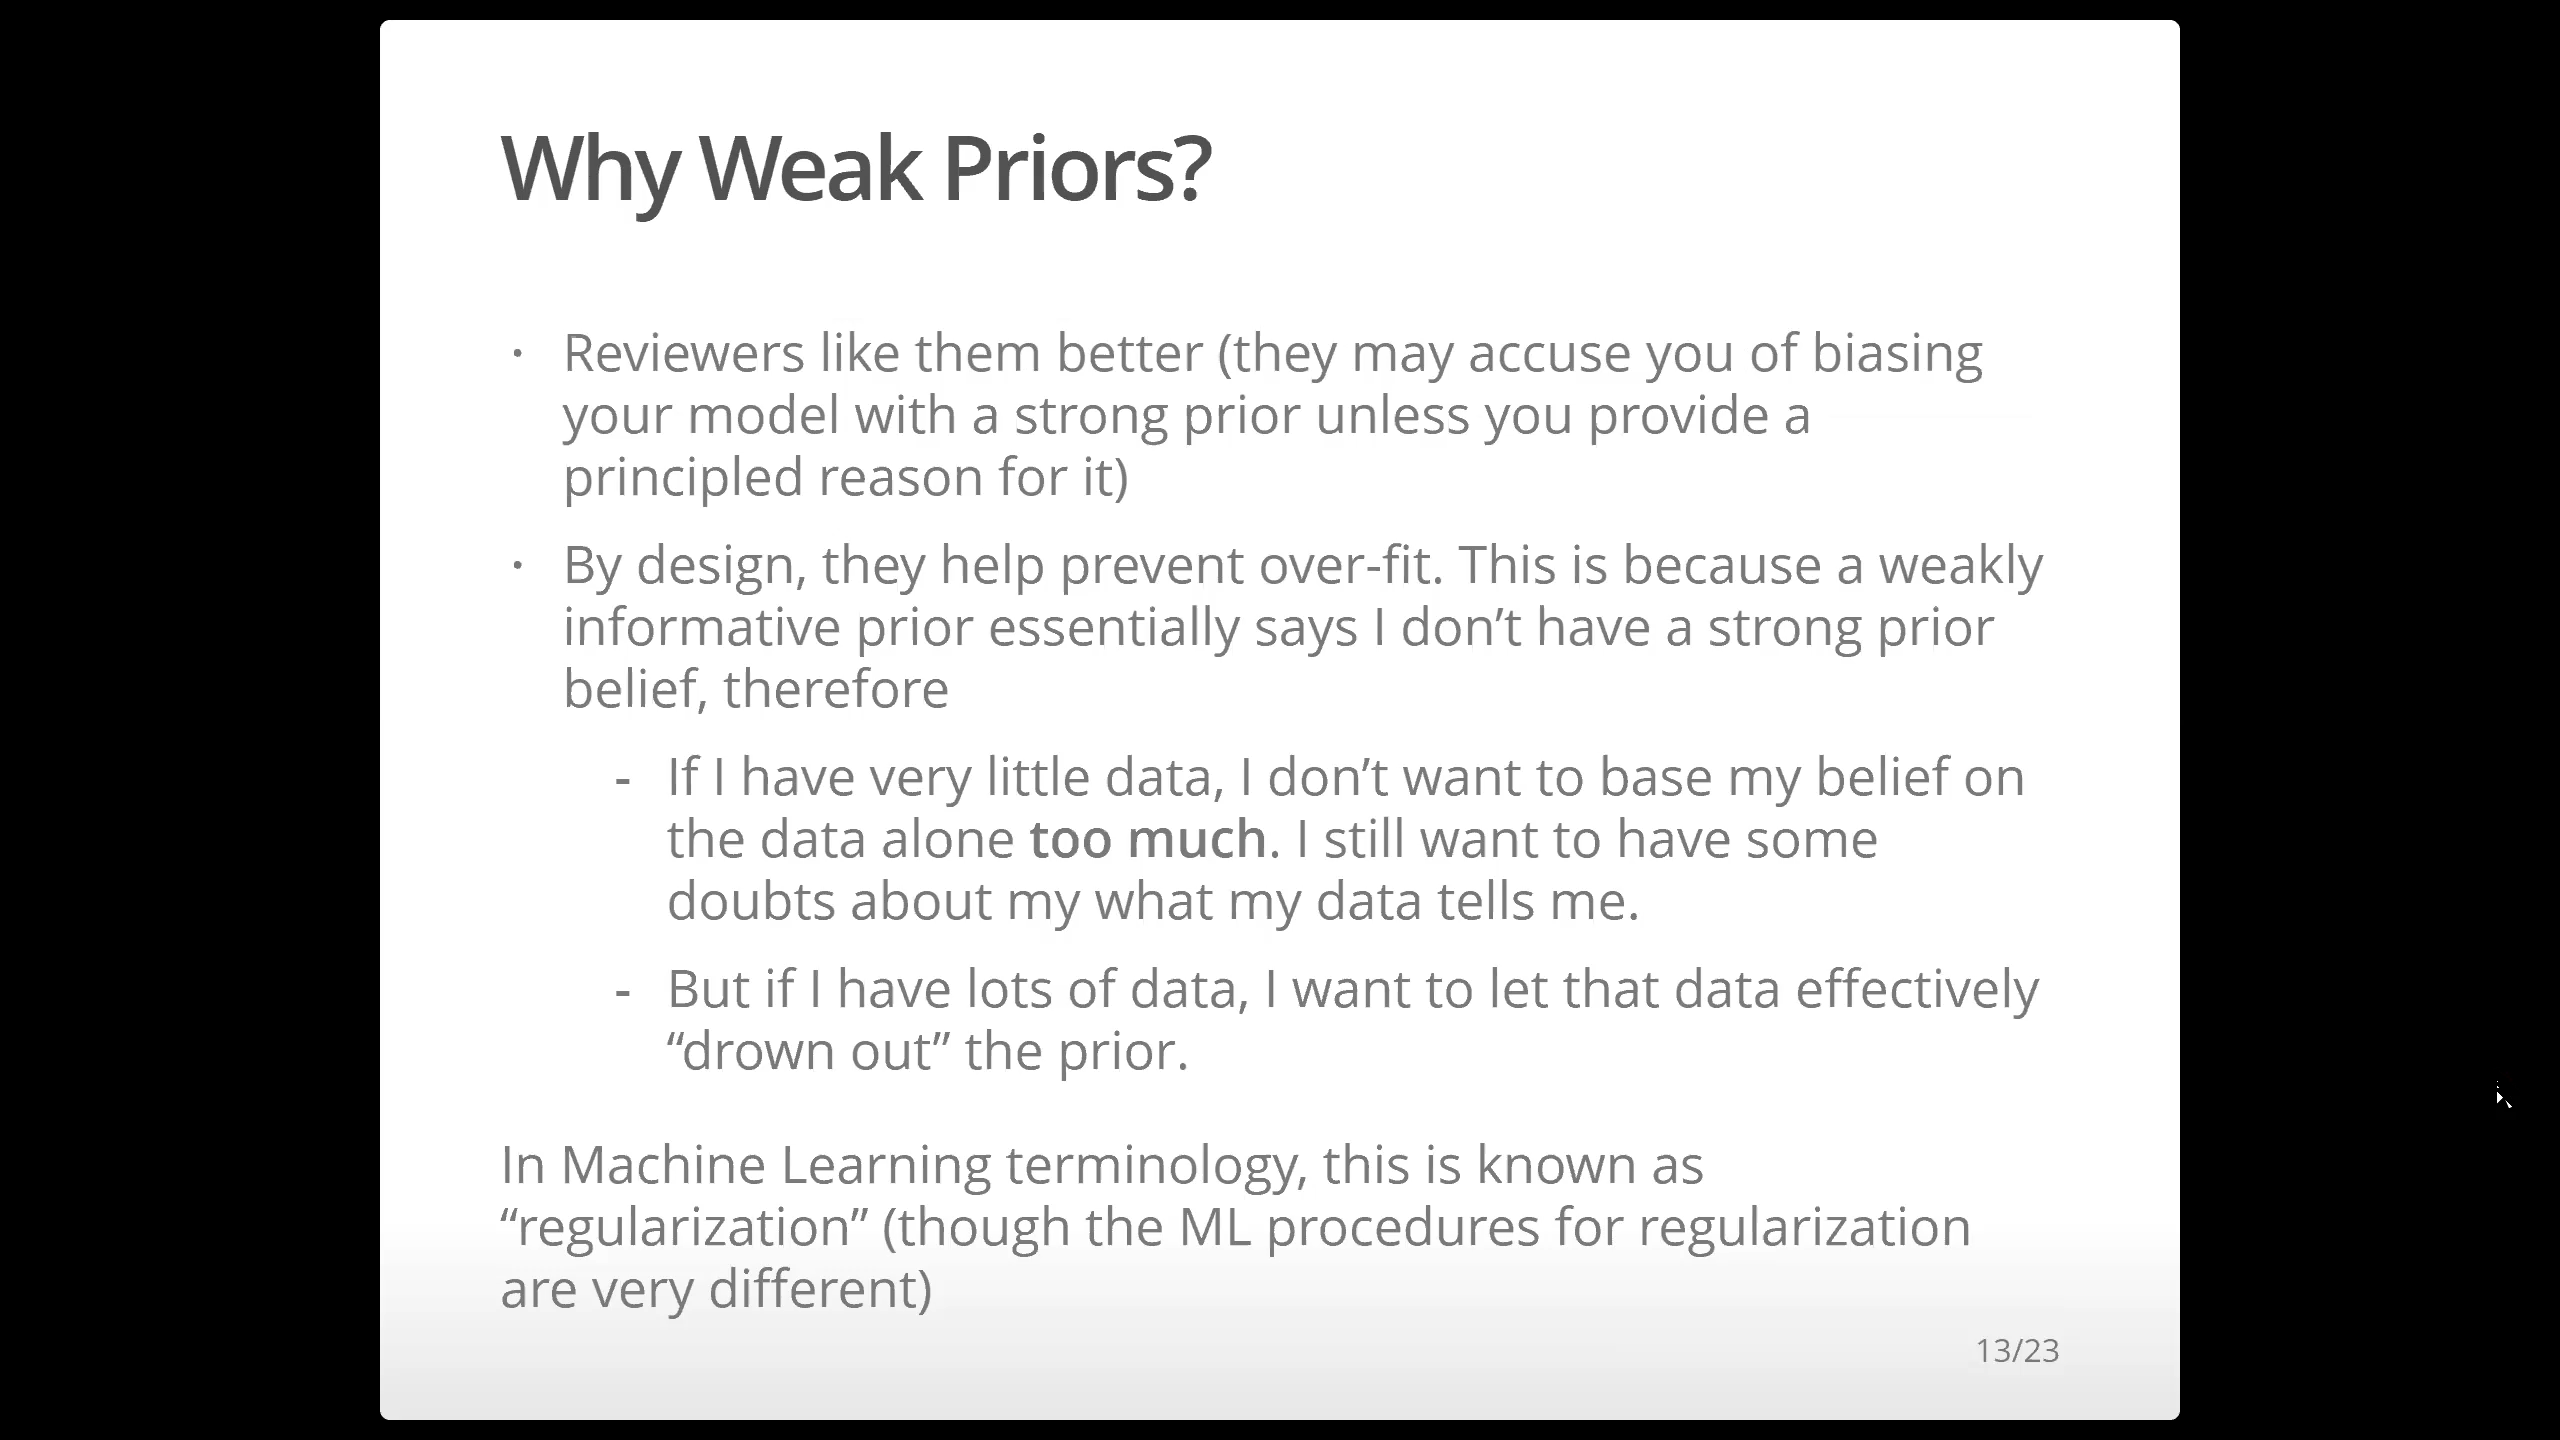 Why Weak Priors?
· Reviewers like them better (they may accuse you of biasing
your model with a strong prior unless you provide a
principled reason for it)
· By design, they help prevent over-fit. This is because a weakly
informative prior essentially says I don’t have a strong prior
belief, therefore
- If I have very little data, I don’t want to base my belief on
the data alone too much. I still want to have some
doubts about my what my data tells me.
- But if I have lots of data, I want to let that data effectively
“drown out” the prior.
In Machine Learning terminology, this is known as
“regularization” (though the ML procedures for regularization
are very different)
13/23